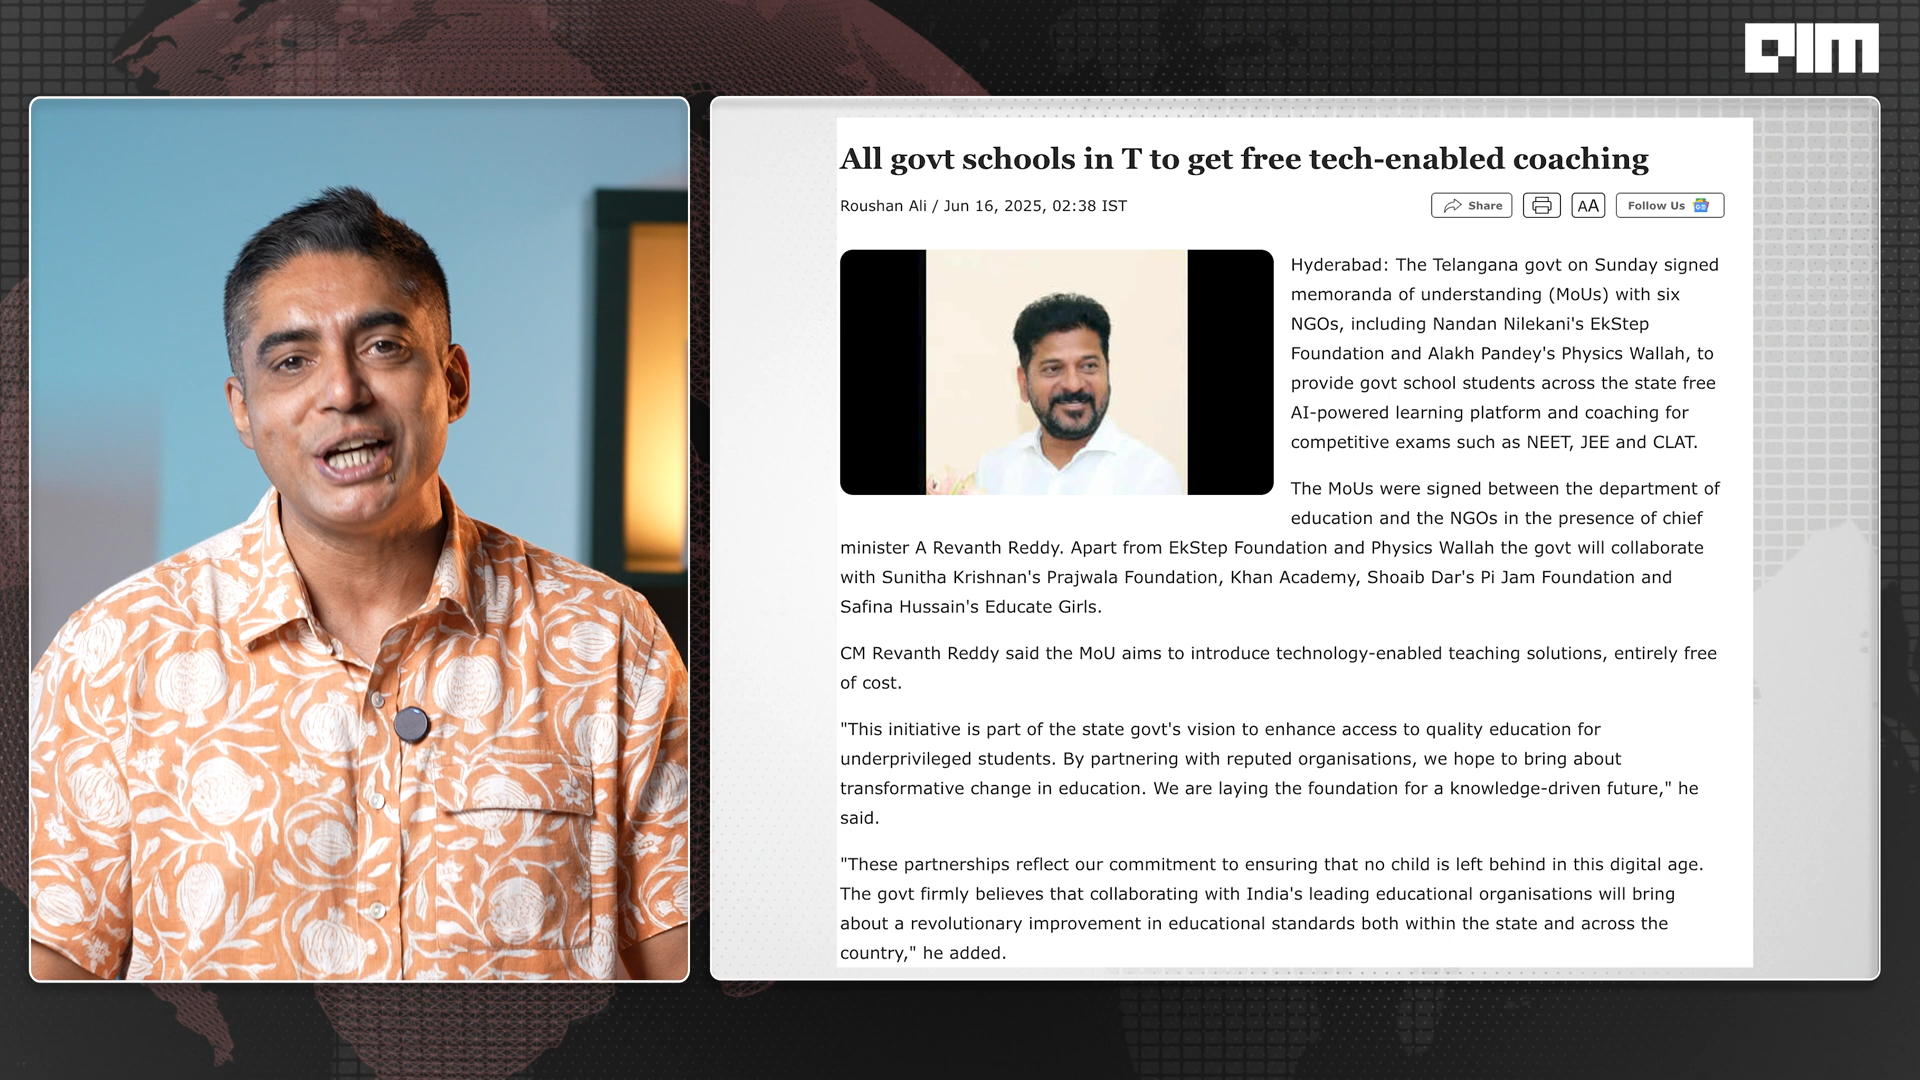 AIM
All govt schools in T to get free tech-enabled coaching
Roushan Ali / Jun 16, 2025, 02:38 IST
Share
AA
Follow Us
Hyderabad: The Telangana govt on Sunday signed
memoranda of understanding (MoUs) with six
NGOs, including Nandan Nilekani's EkStep
Foundation and Alakh Pandey's Physics Wallah, to
provide govt school students across the state free
AI-powered learning platform and coaching for
competitive exams such as NEET, JEE and CLAT.
The MoUs were signed between the department of
education and the NGOs in the presence of chief
minister A Revanth Reddy. Apart from EkStep Foundation and Physics Wallah the govt will collaborate
with Sunitha Krishnan's Prajwala Foundation, Khan Academy, Shoaib Dar's Pi Jam Foundation and
Safina Hussain's Educate Girls.
CM Revanth Reddy said the MoU aims to introduce technology-enabled teaching solutions, entirely free
of cost.
"This initiative is part of the state govt's vision to enhance access to quality education for
underprivileged students. By partnering with reputed organisations, we hope to bring about
transformative change in education. We are laying the foundation for a knowledge-driven future," he
said.
"These partnerships reflect our commitment to ensuring that no child is left behind in this digital age.
The govt firmly believes that collaborating with India's leading educational organisations will bring
about a revolutionary improvement in educational standards both within the state and across the
country," he added.